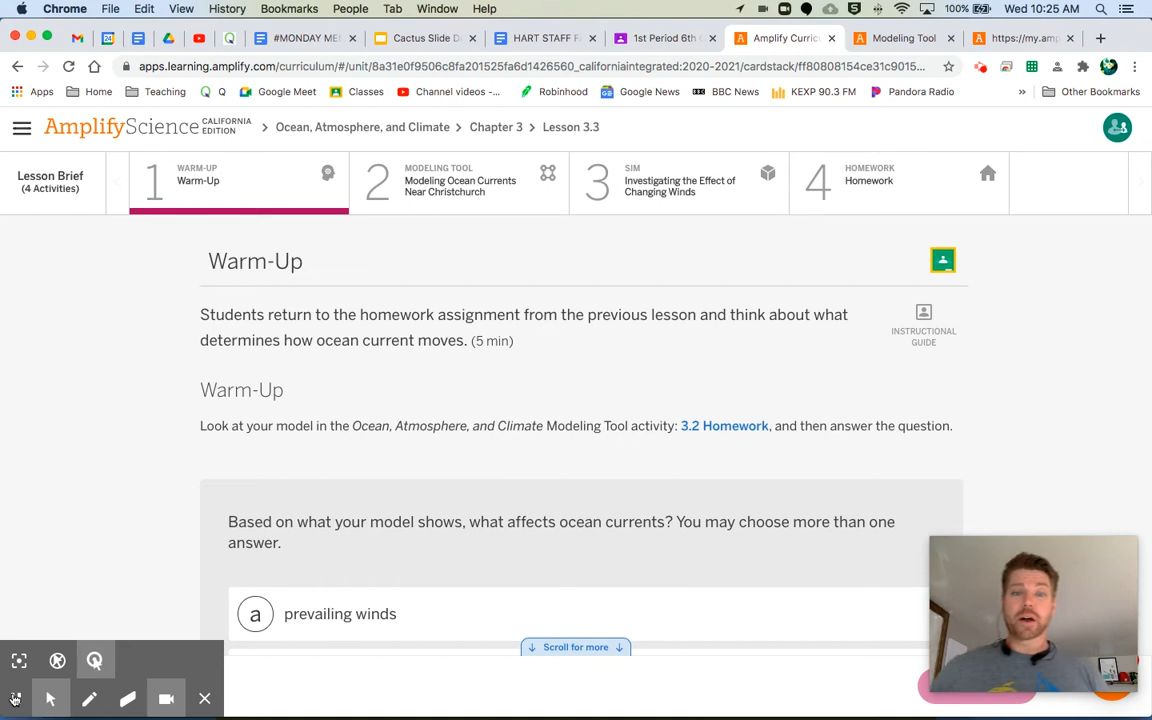 Chrome File Edit View History Bookmarks People Tab Window Help 100% Wed 10:25 AM
#MONDAY ME Cactus Slide D HART STAFF F 1st Period 6th Amplify Curric Modeling Tool https://my.amp
apps.learning.amplify.com/curriculum/#/unit/8a31e0f9506c8fa201525fa6d1426560_californiaintegrated:2020-2021/cardstack/ff80808154ce31c9015...
Apps Home Teaching Q Google Meet Classes Channel videos -... Robinhood Google News BBC News KEXP 90.3 FM Pandora Radio » Other Bookmarks
AmplifyScience CALIFORNIA EDITION > Ocean, Atmosphere, and Climate > Chapter 3 > Lesson 3.3
Lesson Brief
(4 Activities)
1 WARM-UP
Warm-Up
2 MODELING TOOL
Modeling Ocean Currents
Near Christchurch
3 SIM
Investigating the Effect of
Changing Winds
4 HOMEWORK
Homework
Warm-Up
Students return to the homework assignment from the previous lesson and think about what
determines how ocean current moves. (5 min)
INSTRUCTIONAL
GUIDE
Warm-Up
Look at your model in the Ocean, Atmosphere, and Climate Modeling Tool activity: 3.2 Homework, and then answer the question.
Based on what your model shows, what affects ocean currents? You may choose more than one
answer.
a prevailing winds
↓ Scroll for more ↓